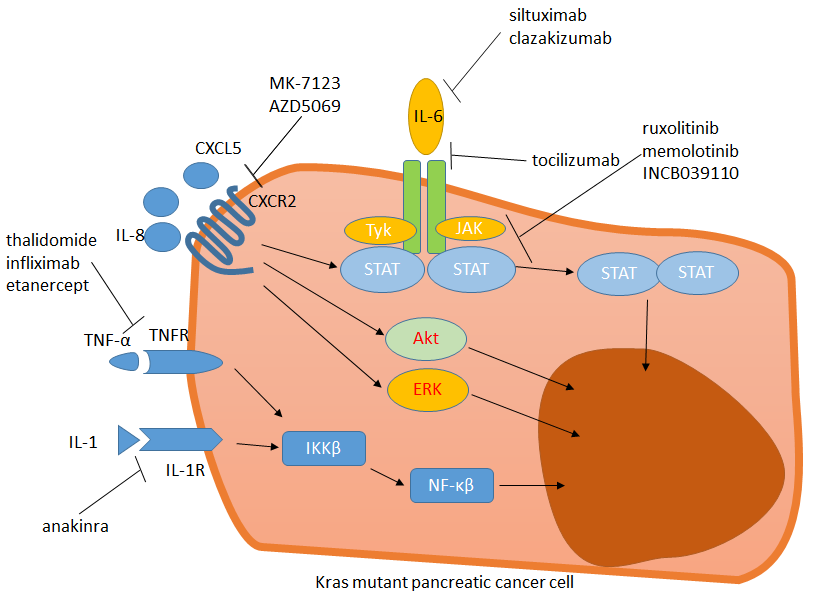 siltuximab
clazakizumab
MK-7123
AZD5069
IL-6
ruxolitinib
memolotinib
INCB039110
tocilizumab
CXCL5
CXCR2
IL-8
Tyk
JAK
STAT
STAT
STAT
STAT
thalidomide
infliximab
etanercept
TNF-α
TNFR
Akt
ERK
IL-1
IL-1R
IKKβ
NF-κβ
anakinra
Kras mutant pancreatic cancer cell